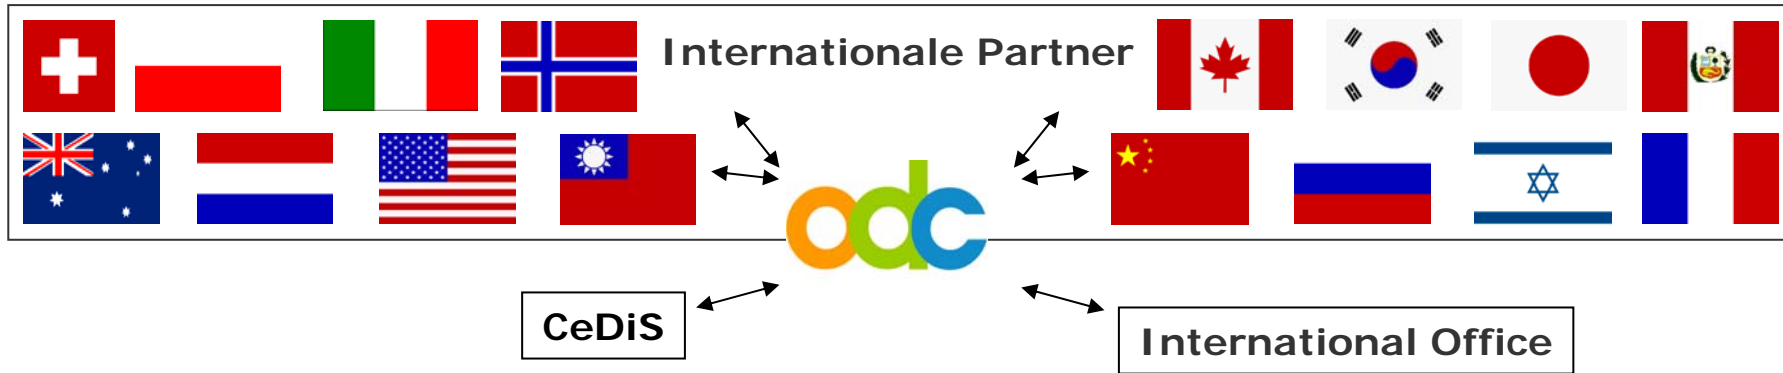 Internationale Partner
odc
CeDiS
International Office